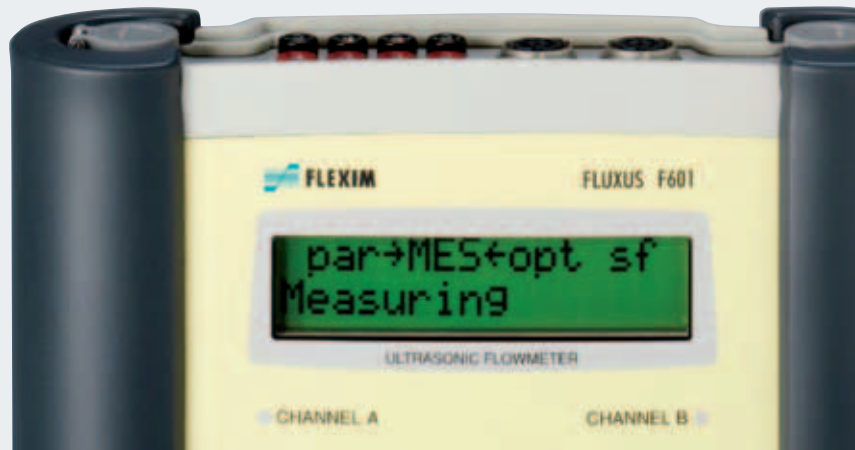 FLEXIM FLUXUS F601
par→MES←opt sf
Measuring
ULTRASONIC FLOWMETER
CHANNEL A CHANNEL B